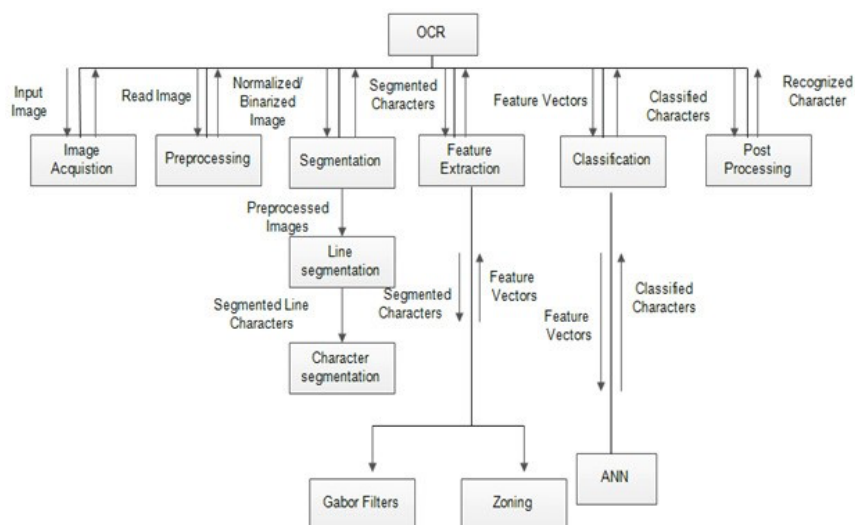 OCR
Input
Image
Read Image
Normalized/
Binarized
Image
Segmented
Characters
Feature Vectors
Classified
Characters
Recognized
Character
Image
Acquistion
Preprocessing
Segmentation
Feature
Extraction
Classification
Post
Processing
Preprocessed
Images
Line
segmentation
Segmented Line
Characters
Character
segmentation
Segmented
Characters
Feature
Vectors
Feature
Vectors
Classified
Characters
Gabor Filters
Zoning
ANN